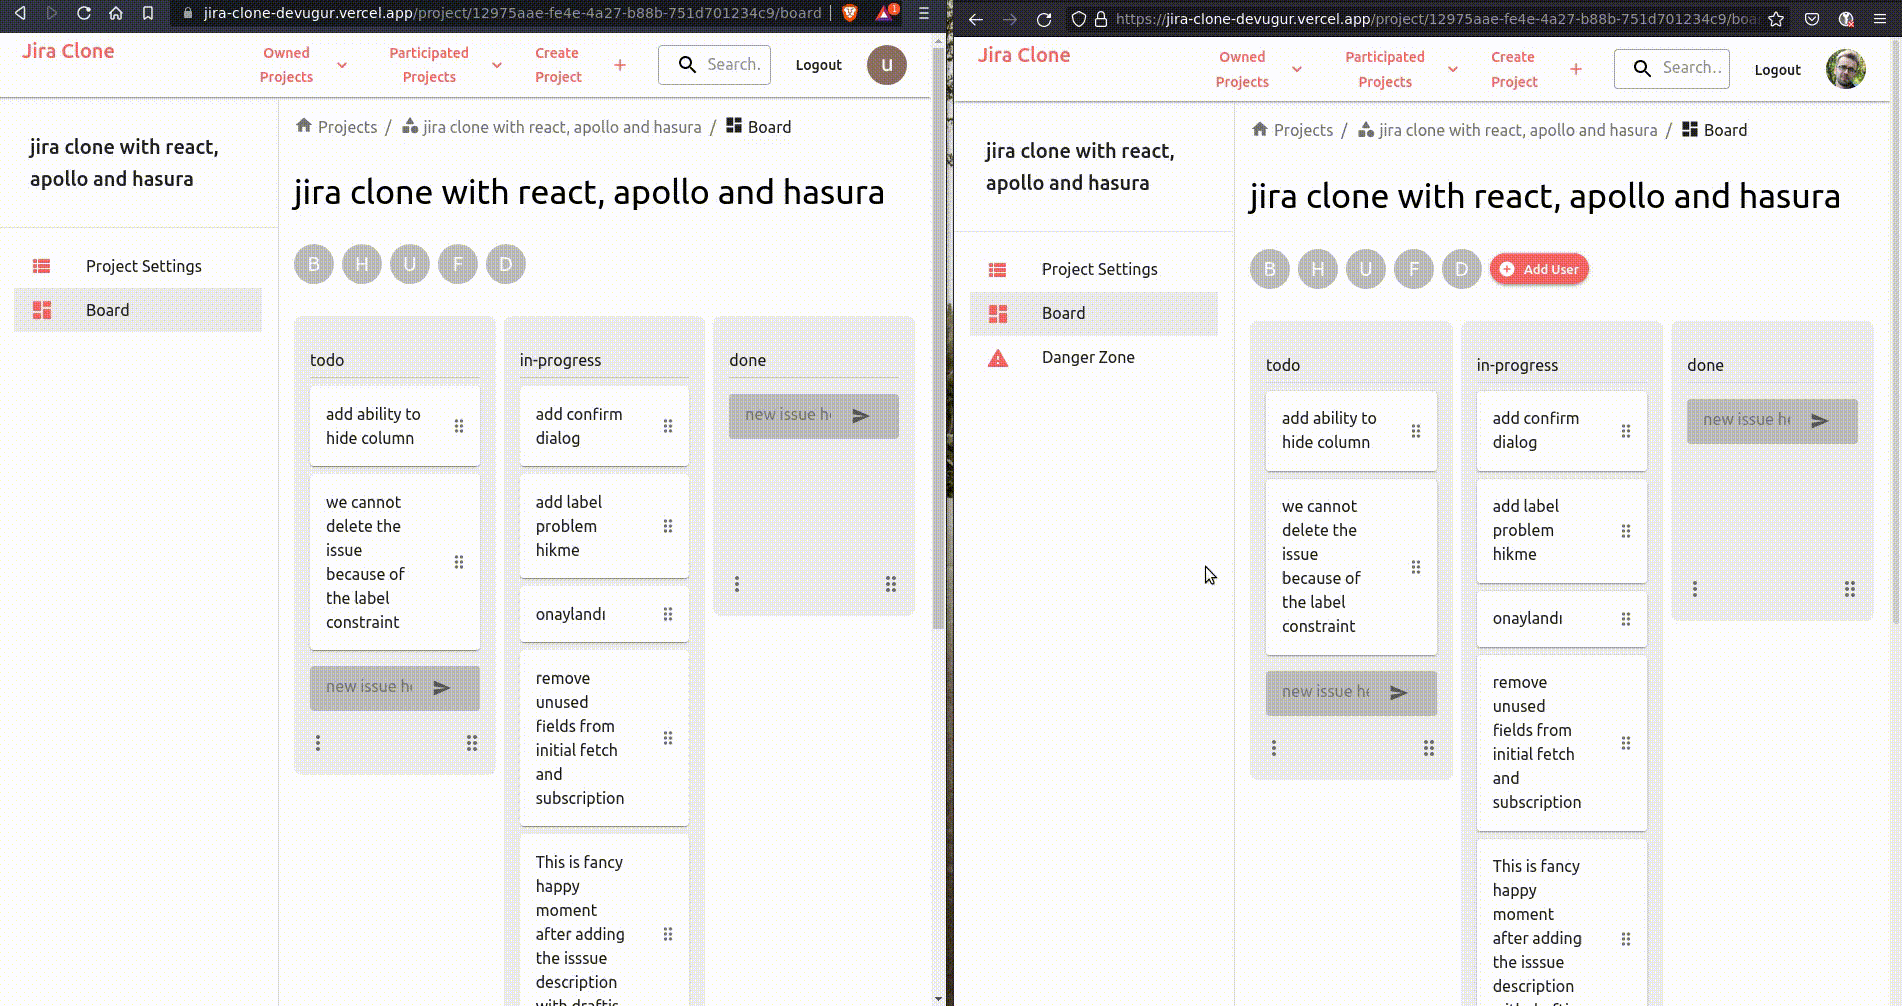 jira-clone-devugur.vercel.app/project/12975aae-fe4e-4a27-b88b-751d701234c9/board
1
Jira Clone
Owned
Projects
Participated
Projects
Create
Project
Search.
Logout
u
jira clone with react,
apollo and hasura
Project Settings
Board
Projects / jira clone with react, apollo and hasura / Board
jira clone with react, apollo and hasura
B H U F D
todo
add ability to
hide column
we cannot
delete the
issue
because of
the label
constraint
new issue he
in-progress
add confirm
dialog
add label
problem
hikme
onaylandı
remove
unused
fields from
initial fetch
and
subscription
This is fancy
happy
moment
after adding
the isssue
description
done
new issue he
https://jira-clone-devugur.vercel.app/project/12975aae-fe4e-4a27-b88b-751d701234c9/boa
Jira Clone
Owned
Projects
Participated
Projects
Create
Project
Search..
Logout
jira clone with react,
apollo and hasura
Project Settings
Board
Danger Zone
Projects / jira clone with react, apollo and hasura / Board
jira clone with react, apollo and hasura
B H U F D Add User
todo
add ability to
hide column
we cannot
delete the
issue
because of
the label
constraint
new issue he
in-progress
add confirm
dialog
add label
problem
hikme
onaylandı
remove
unused
fields from
initial fetch
and
subscription
This is fancy
happy
moment
after adding
the isssue
description
done
new issue he